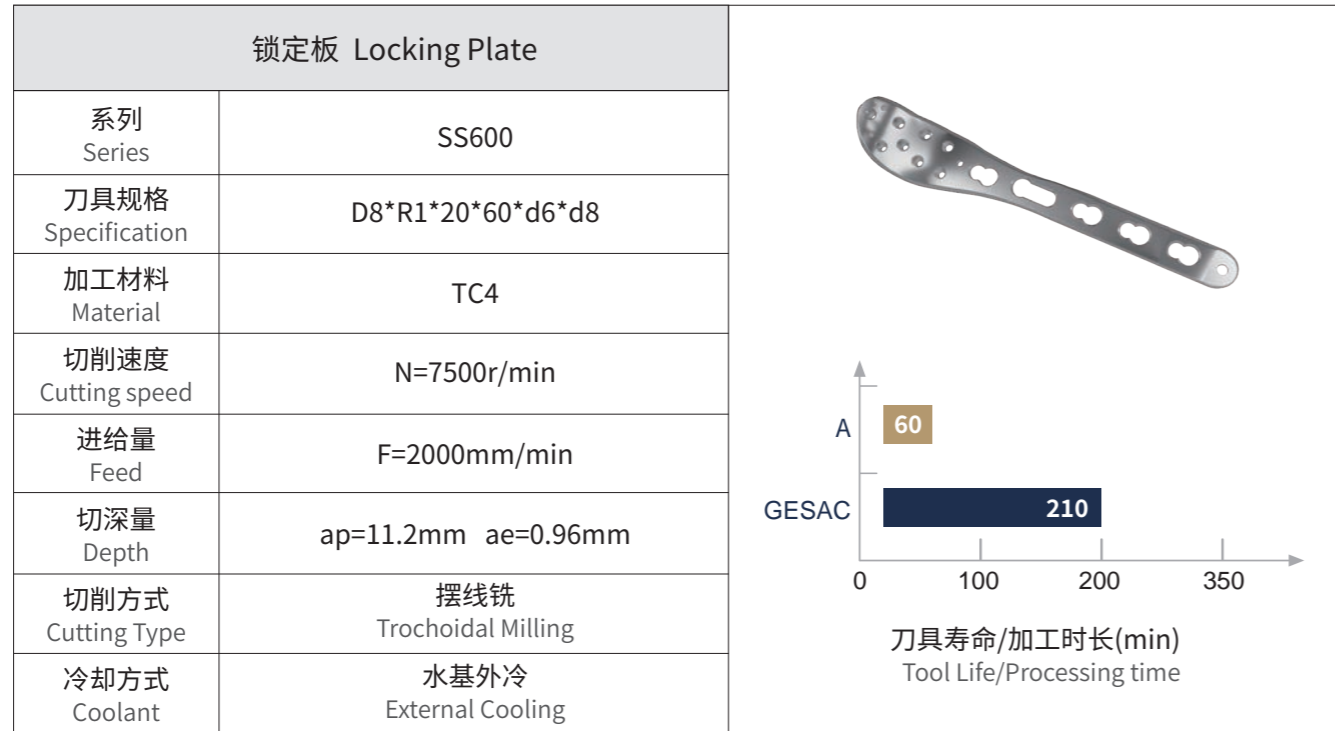 锁定板 Locking Plate
系列
Series
SS600
刀具规格
Specification
D8*R1*20*60*d6*d8
加工材料
Material
TC4
切削速度
Cutting speed
N=7500r/min
进给量
Feed
F=2000mm/min
切深量
Depth
ap=11.2mm ae=0.96mm
切削方式
Cutting Type
摆线铣
Trochoidal Milling
冷却方式
Coolant
水基外冷
External Cooling
A
60
GESAC
210
0 100 200 350
刀具寿命/加工时长(min)
Tool Life/Processing time